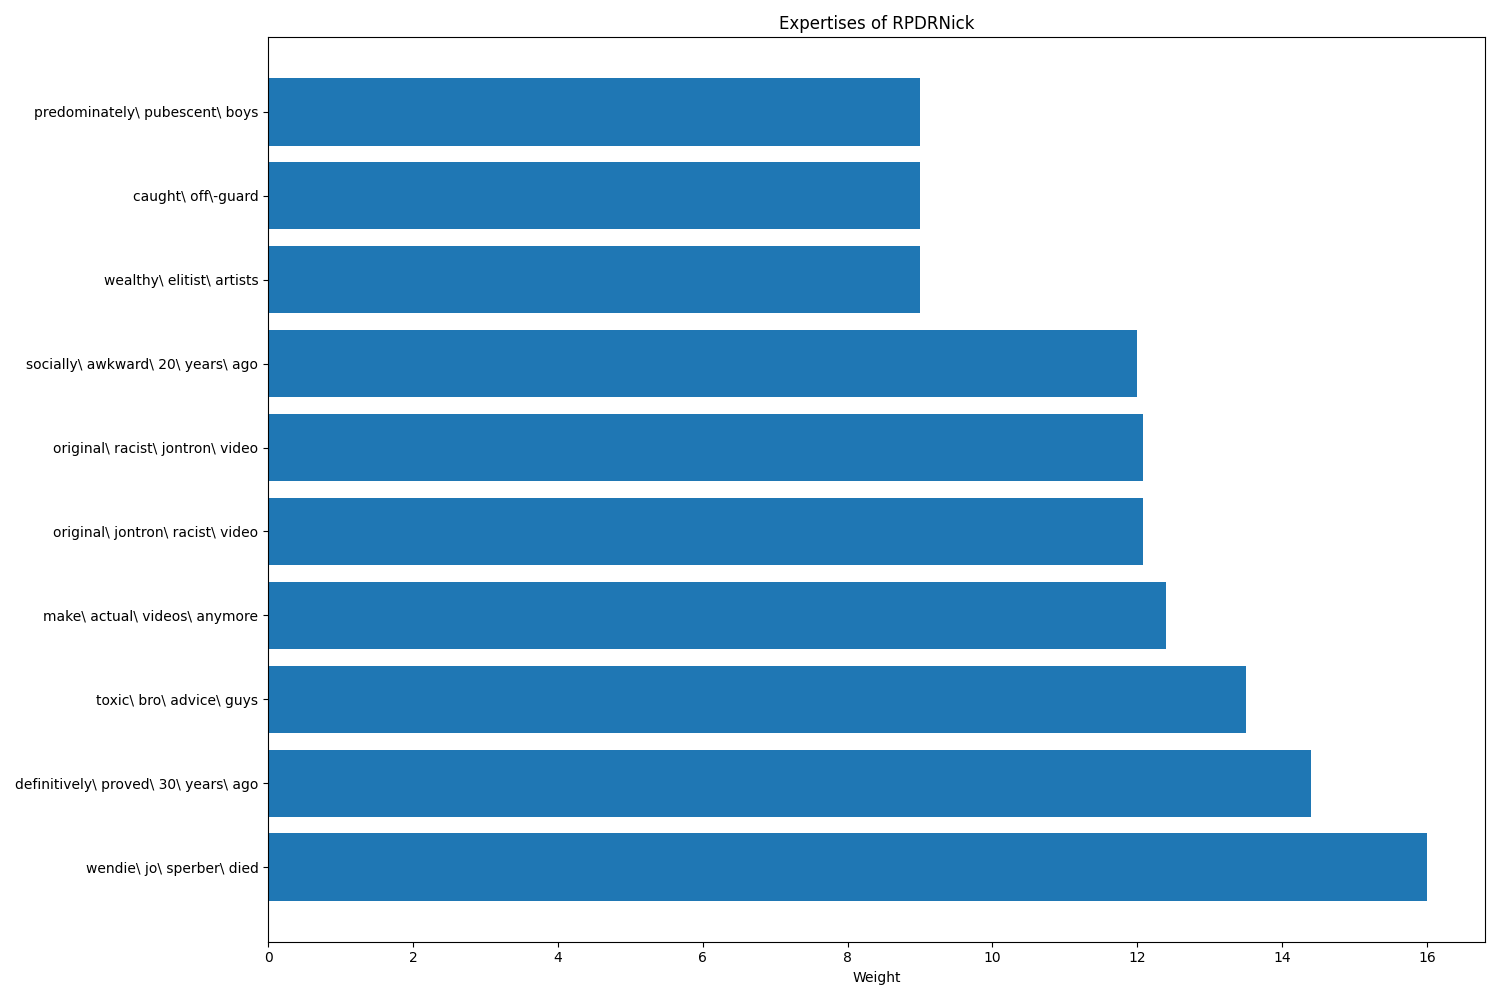 Expertises of RPDRNick
predominately\ pubescent\ boys
caught\ off\-guard
wealthy\ elitist\ artists
socially\ awkward\ 20\ years\ ago
original\ racist\ jontron\ video
original\ jontron\ racist\ video
make\ actual\ videos\ anymore
toxic\ bro\ advice\ guys
definitively\ proved\ 30\ years\ ago
wendie\ jo\ sperber\ died
0 2 4 6 8 10 12 14 16
Weight